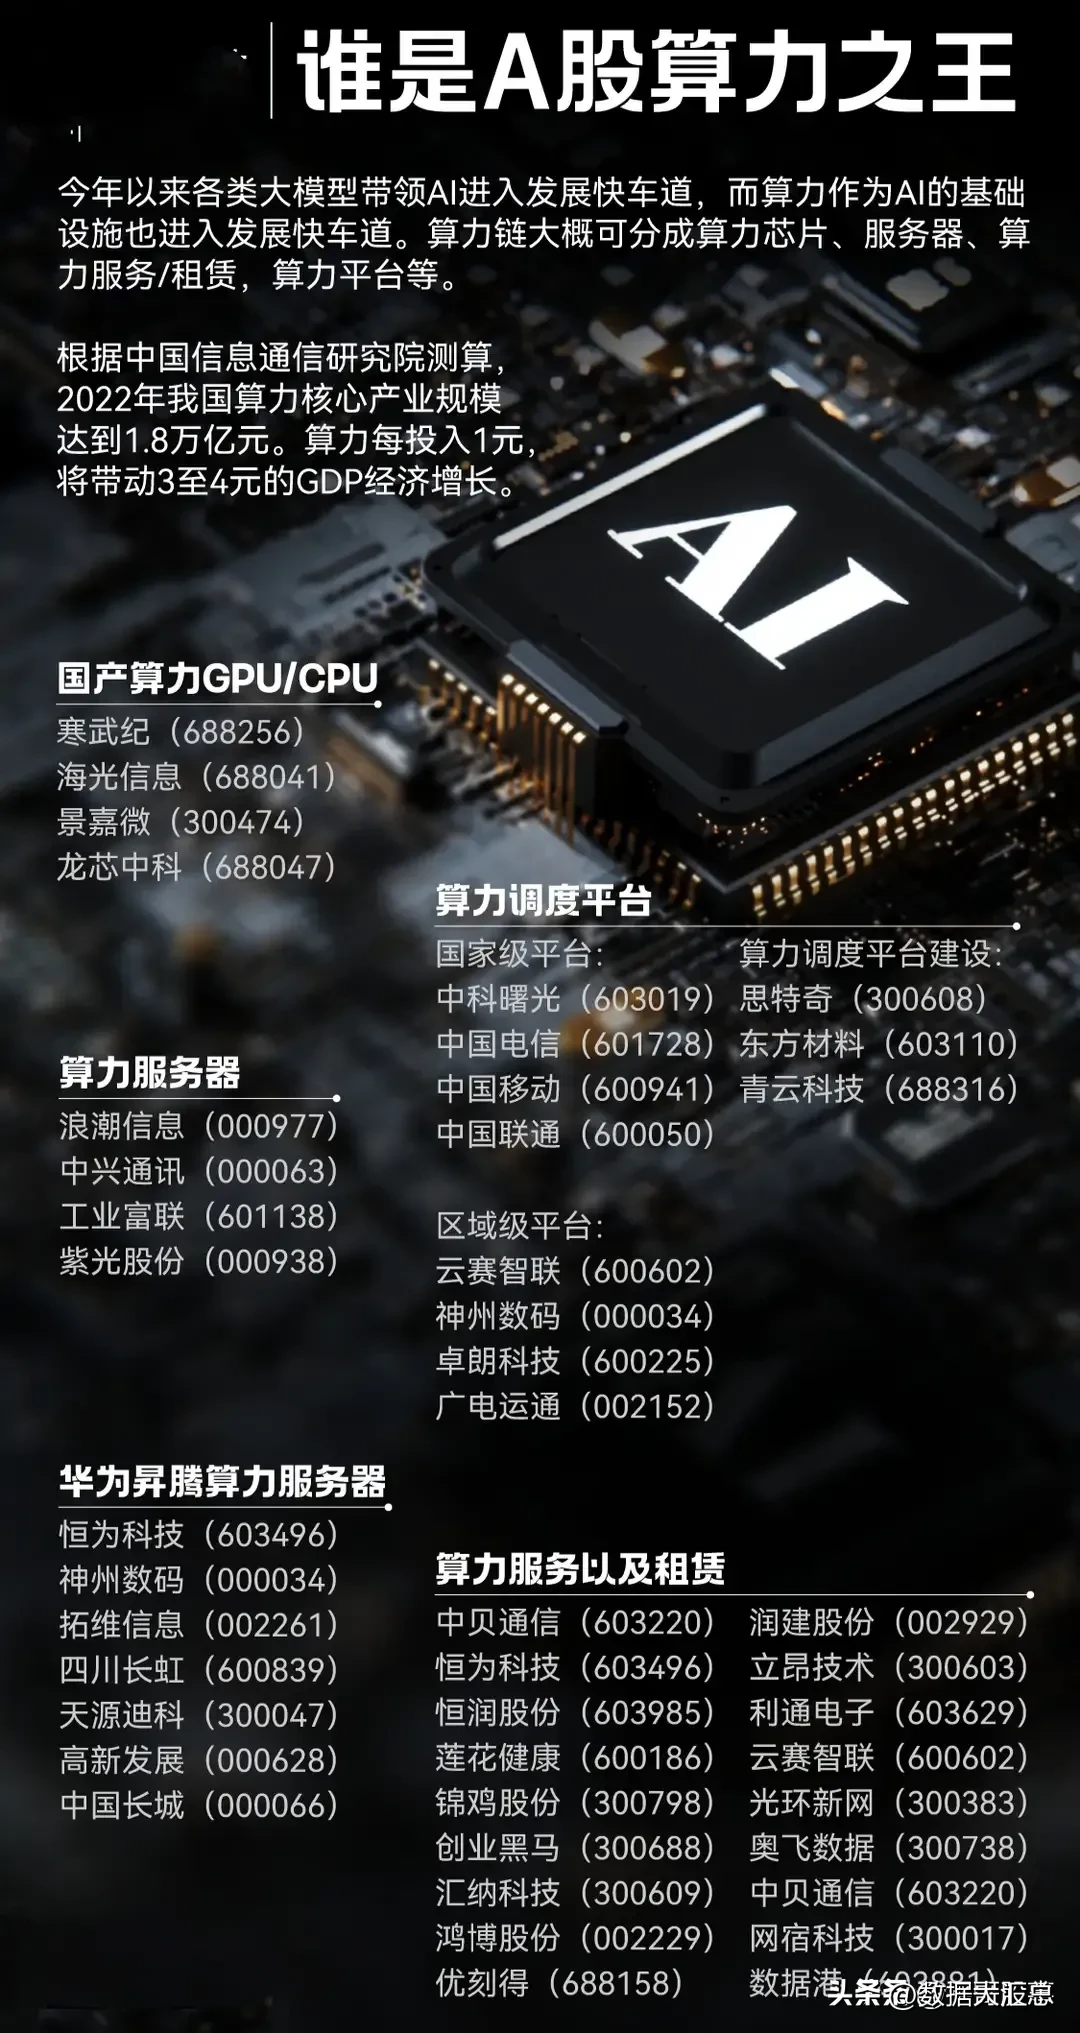 谁是A股算力之王
今年以来各类大模型带领AI进入发展快车道，而算力作为AI的基础
设施也进入发展快车道。算力链大概可分成算力芯片、服务器、算
力服务/租赁，算力平台等。
根据中国信息通信研究院测算，
2022年我国算力核心产业规模
达到1.8万亿元。算力每投入1元，
将带动3至4元的GDP经济增长。
AI
国产算力GPU/CPU
寒武纪（688256）
海光信息（688041）
景嘉微（300474）
龙芯中科（688047）
算力服务器
浪潮信息（000977）
中兴通讯（000063）
工业富联（601138）
紫光股份（000938）
华为昇腾算力服务器
恒为科技（603496）
神州数码（000034）
拓维信息（002261）
四川长虹（600839）
天源迪科（300047）
高新发展（000628）
中国长城（000066）
算力调度平台
国家级平台：
中科曙光（603019）
中国电信（601728）
中国移动（600941）
中国联通（600050）
区域级平台：
云赛智联（600602）
神州数码（000034）
卓朗科技（600225）
广电运通（002152）
算力调度平台建设：
思特奇（300608）
东方材料（603110）
青云科技（688316）
算力服务以及租赁
中贝通信（603220）
恒为科技（603496）
恒润股份（603985）
莲花健康（600186）
锦鸡股份（300798）
创业黑马（300688）
汇纳科技（300609）
鸿博股份（002229）
优刻得（688158）
润建股份（002929）
立昂技术（300603）
利通电子（603629）
云赛智联（600602）
光环新网（300383）
奥飞数据（300738）
中贝通信（603220）
网宿科技（300017）
数据港